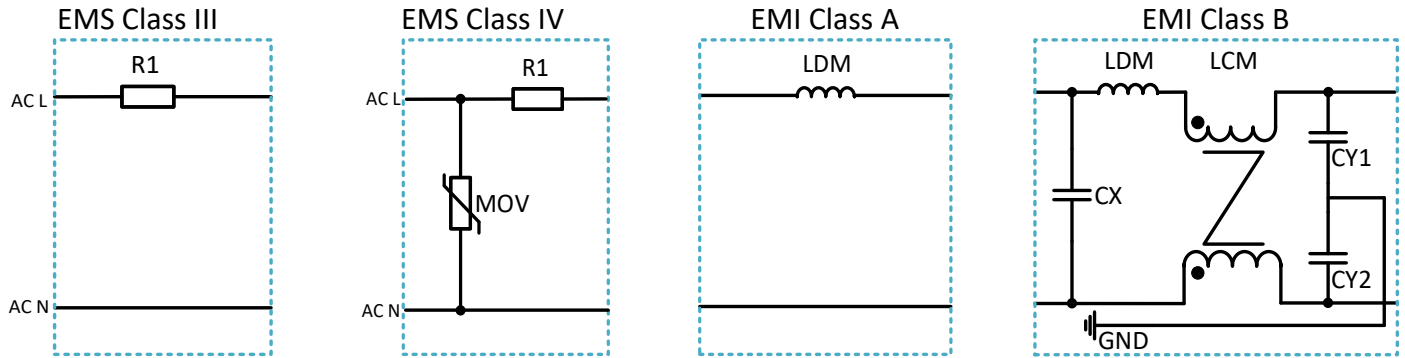 EMS Class III
R1
AC L
AC N
EMS Class IV
R1
AC L
MOV
AC N
EMI Class A
LDM
EMI Class B
LDM LCM
CY1
CX
CY2
GND